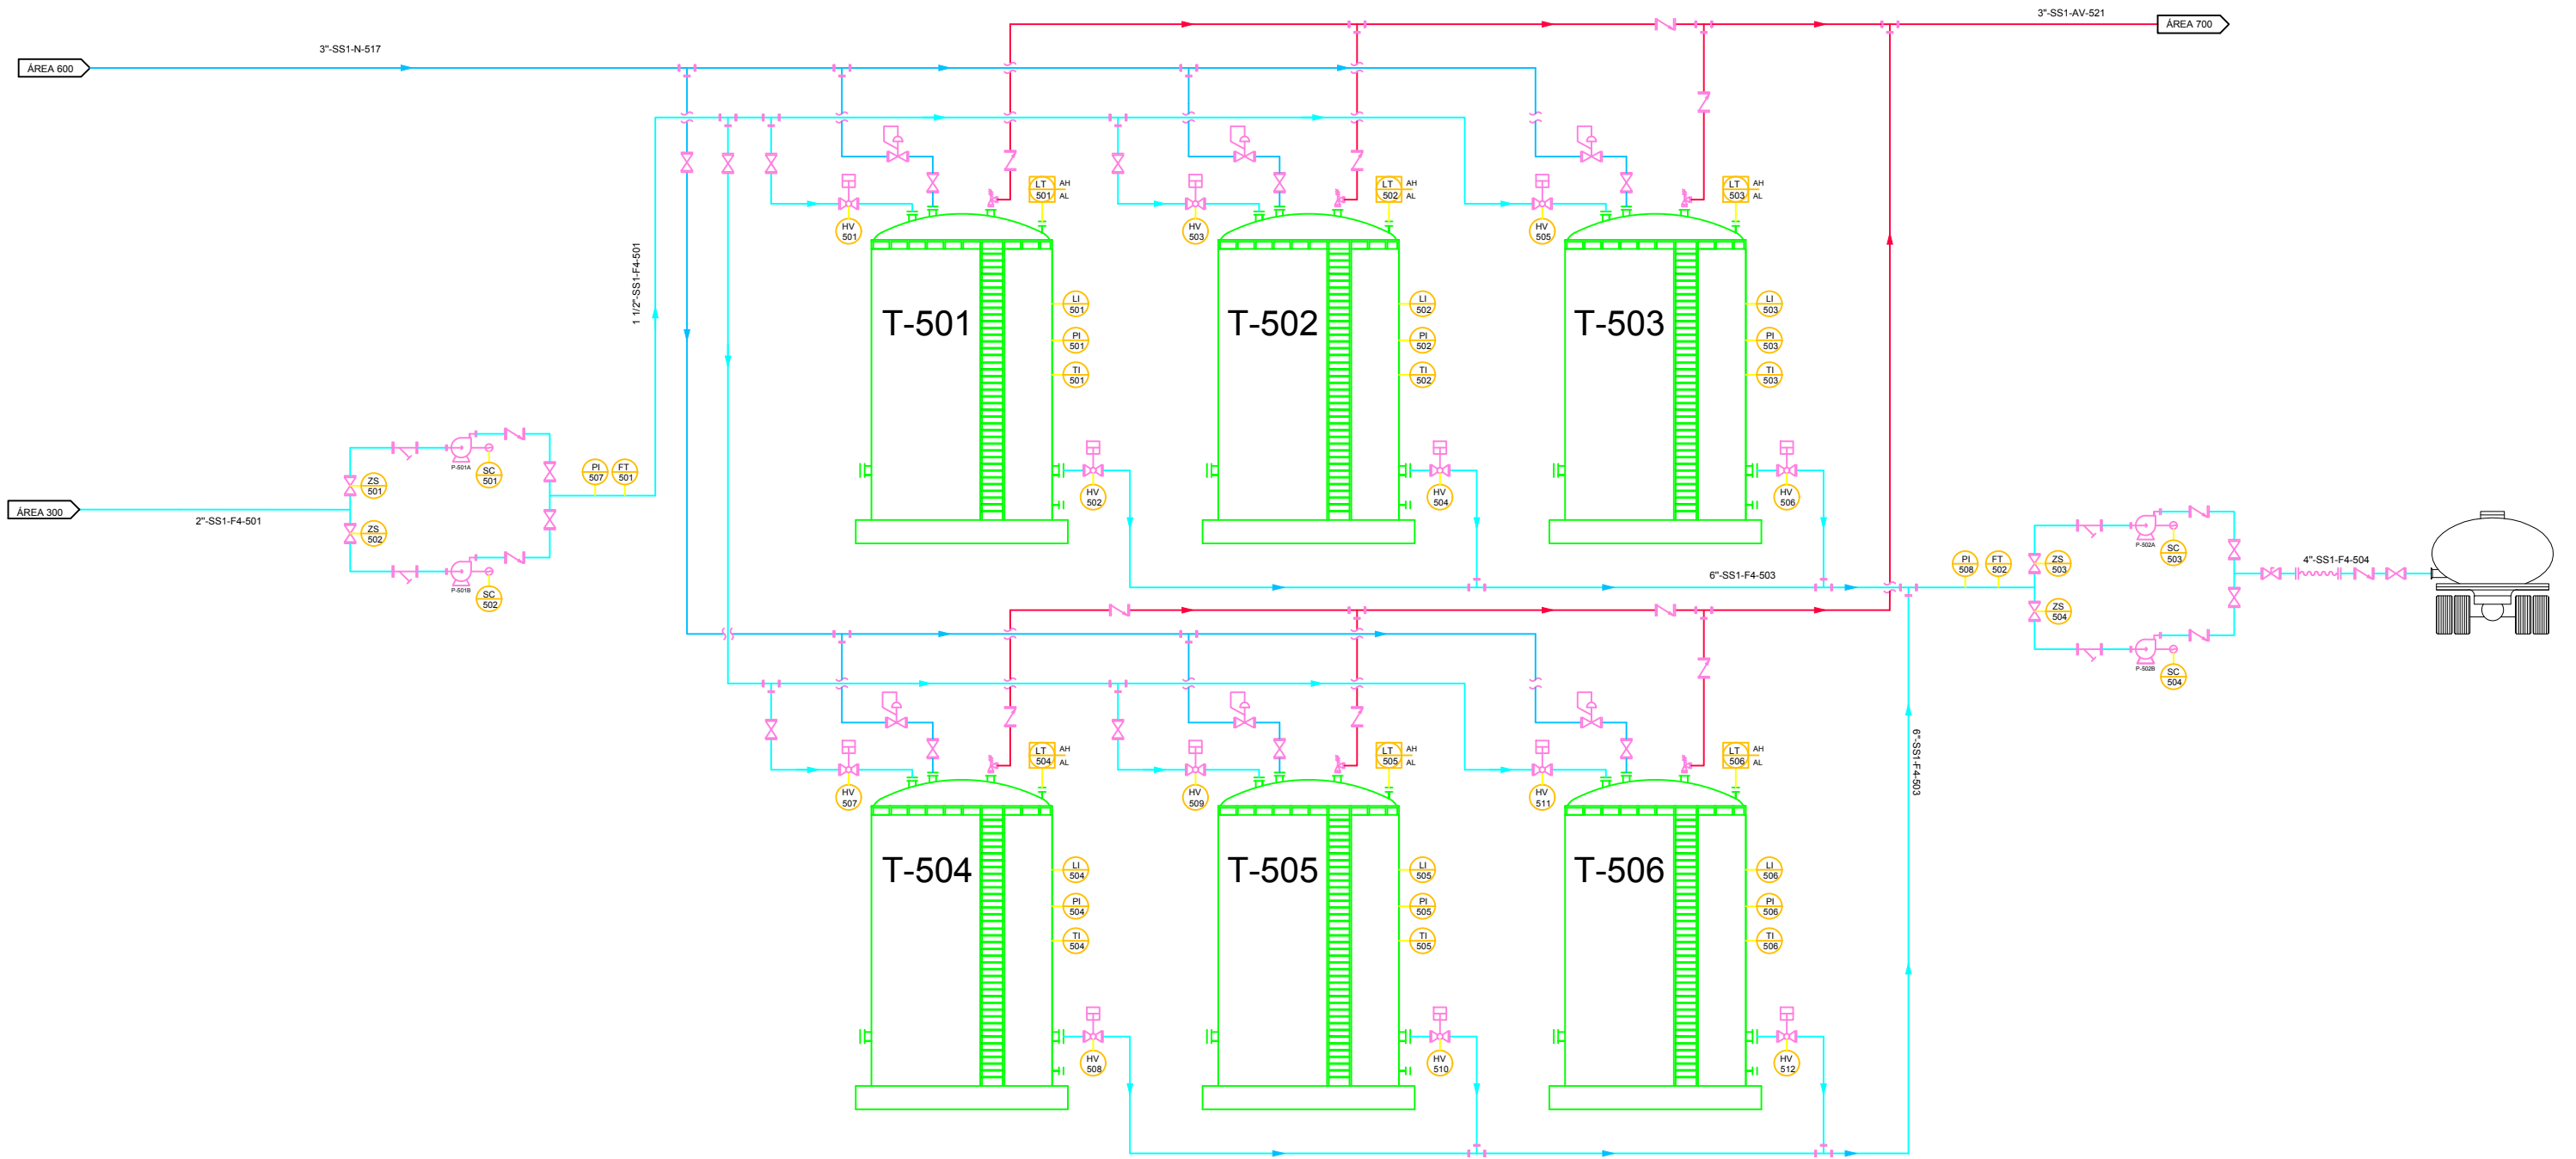 3"-SS1-AV-521
ÁREA 700
3"-SS1-N-517
ÁREA 600
LT
501
AH
AL
LT
502
AH
AL
LT
503
AH
AL
HV
501
HV
503
HV
505
1 1/2"-SS1-F4-501
T-501
LI
501
PI
501
TI
501
T-502
LI
502
PI
502
TI
502
T-503
LI
503
PI
503
TI
503
P-501A
SC
501
PI
507
FT
501
ZS
501
ÁREA 300
2"-SS1-F4-501
ZS
502
P-501B
SC
502
HV
502
HV
504
HV
506
6"-SS1-F4-503
PI
508
FT
502
ZS
503
P-502A
SC
503
4"-SS1-F4-504
ZS
504
P-502B
SC
504
LT
504
AH
AL
LT
505
AH
AL
LT
506
AH
AL
HV
507
HV
509
HV
511
6"-SS1-F4-503
T-504
LI
504
PI
504
TI
504
T-505
LI
505
PI
505
TI
505
T-506
LI
506
PI
506
TI
506
HV
508
HV
510
HV
512